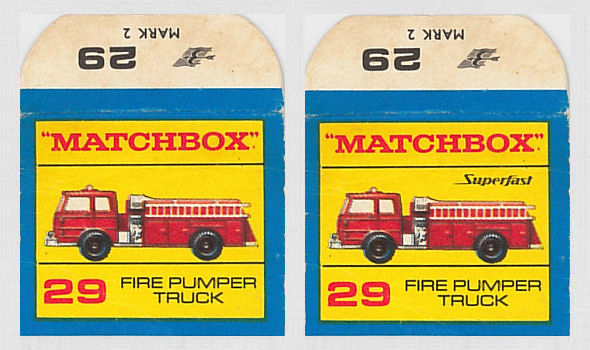 MARK 2
29
"MATCHBOX"
29 FIRE PUMPER
TRUCK
MARK 2
29
"MATCHBOX"
Superfast
29 FIRE PUMPER
TRUCK